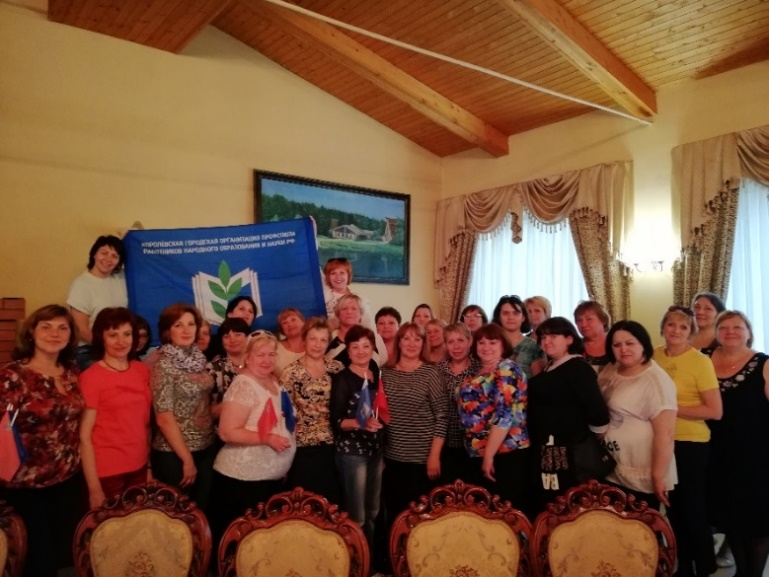 КОРОЛЕВСКАЯ ГОРОДСКАЯ ОРГАНИЗАЦИЯ ПРОФСОЮЗА
РАБОТНИКОВ НАРОДНОГО ОБРАЗОВАНИЯ И НАУКИ РФ